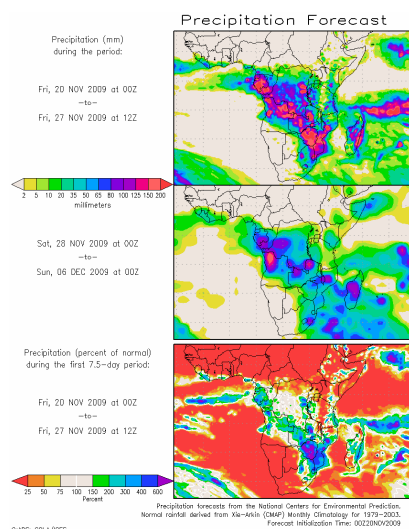 Precipitation Forecast
Precipitation (mm)
during the period:
Fri, 20 NOV 2009 at 00Z
-to-
Fri, 27 NOV 2009 at 12Z
2 5 10 20 35 50 65 80 100 125 150 200
millimeters
Sat, 28 NOV 2009 at 00Z
-to-
Sun, 06 DEC 2009 at 00Z
Precipitation (percent of normal)
during the first 7.5-day period:
Fri, 20 NOV 2009 at 00Z
-to-
Fri, 27 NOV 2009 at 12Z
25 50 75 100 150 200 300 400 600
Percent
Precipitation forecasts from the National Centers for Environmental Prediction.
Normal rainfall derived from Xie-Arkin (CMAP) Monthly Climatology for 1979-2003.
Forecast Initialization Time: 00Z20NOV2009